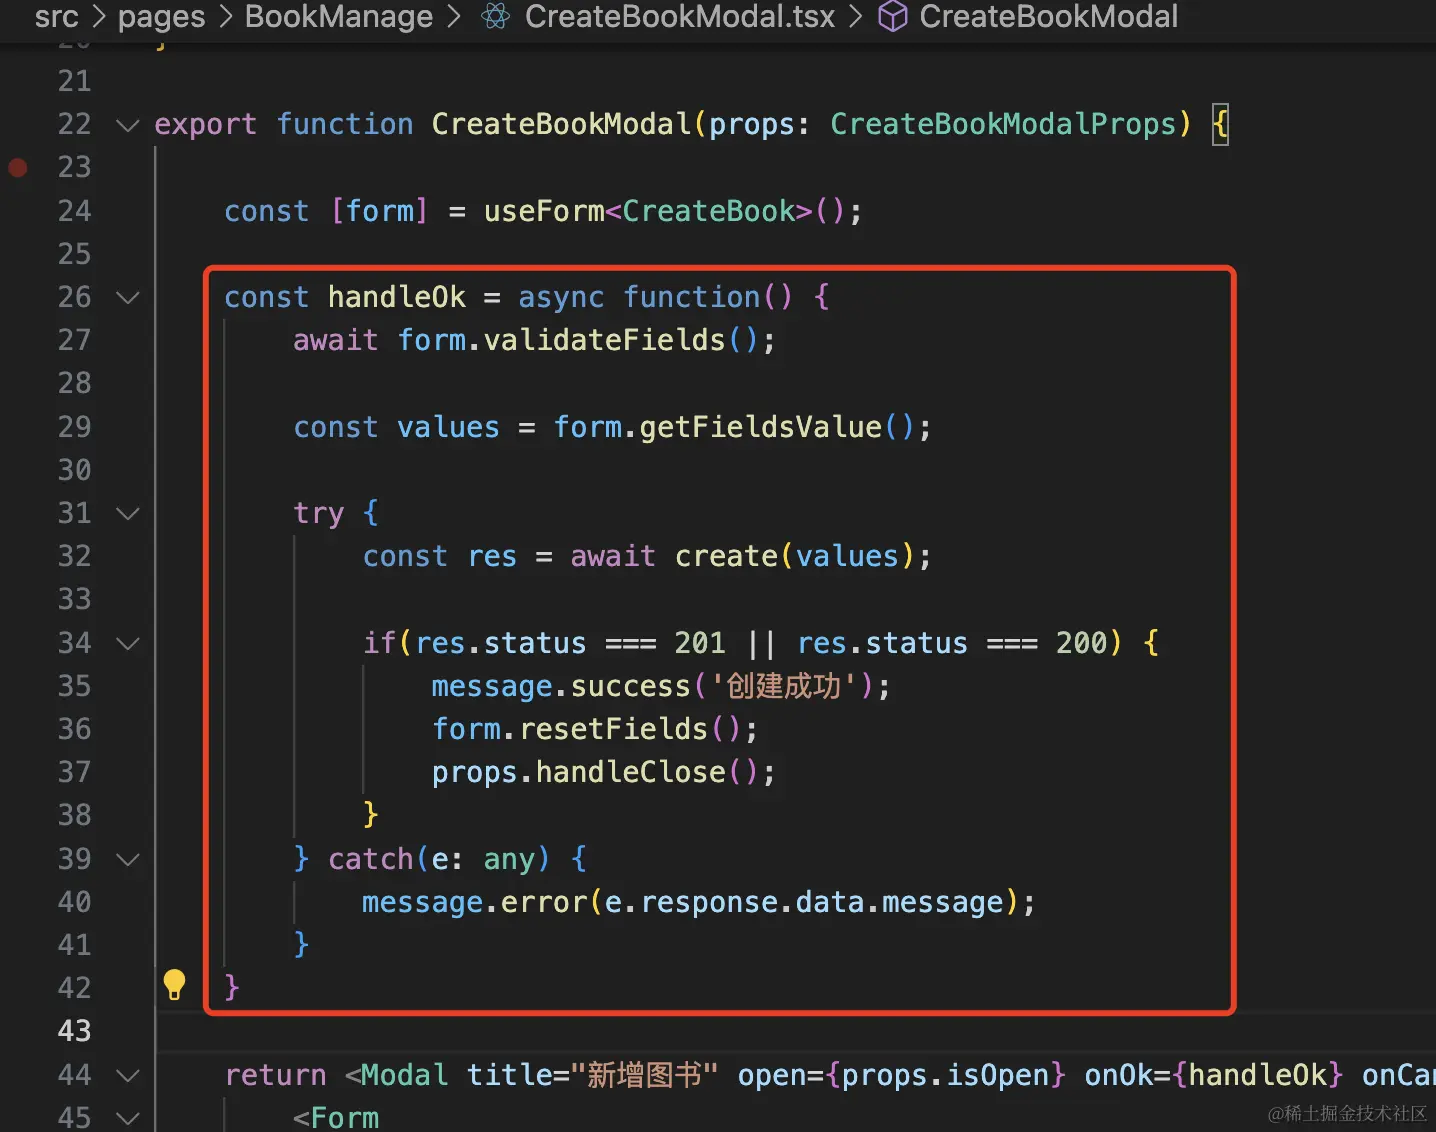 src > pages > BookManage > CreateBookModal.tsx > CreateBookModal
20 }
21
22 export function CreateBookModal(props: CreateBookModalProps) {
23
24 const [form] = useForm<CreateBook>();
25
26 const handleOk = async function() {
27 await form.validateFields();
28
29 const values = form.getFieldsValue();
30
31 try {
32 const res = await create(values);
33
34 if(res.status === 201 || res.status === 200) {
35 message.success('创建成功');
36 form.resetFields();
37 props.handleClose();
38 }
39 } catch(e: any) {
40 message.error(e.response.data.message);
41 }
42 }
43
44 return <Modal title="新增图书" open={props.isOpen} onOk={handleOk} onCan
45 <Form
@稀土掘金技术社区